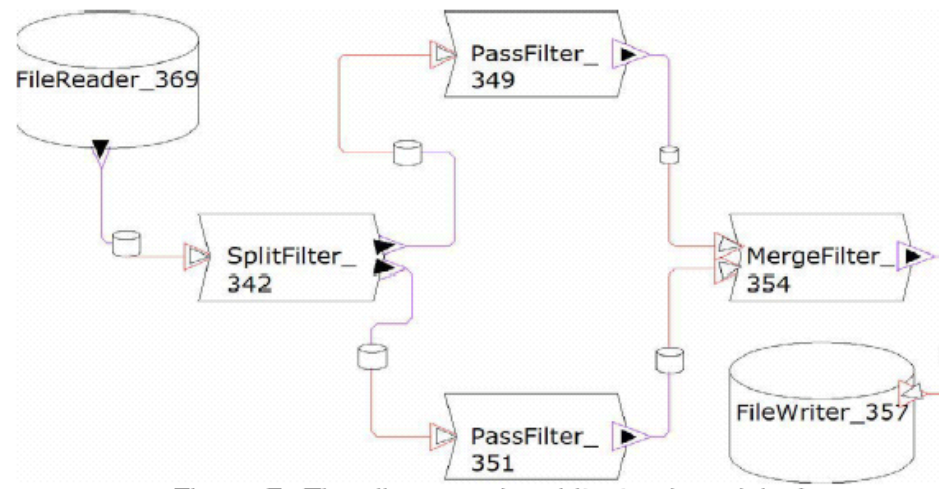 FileReader_369
PassFilter_
349
SplitFilter_
342
MergeFilter_
354
FileWriter_357
PassFilter_
351